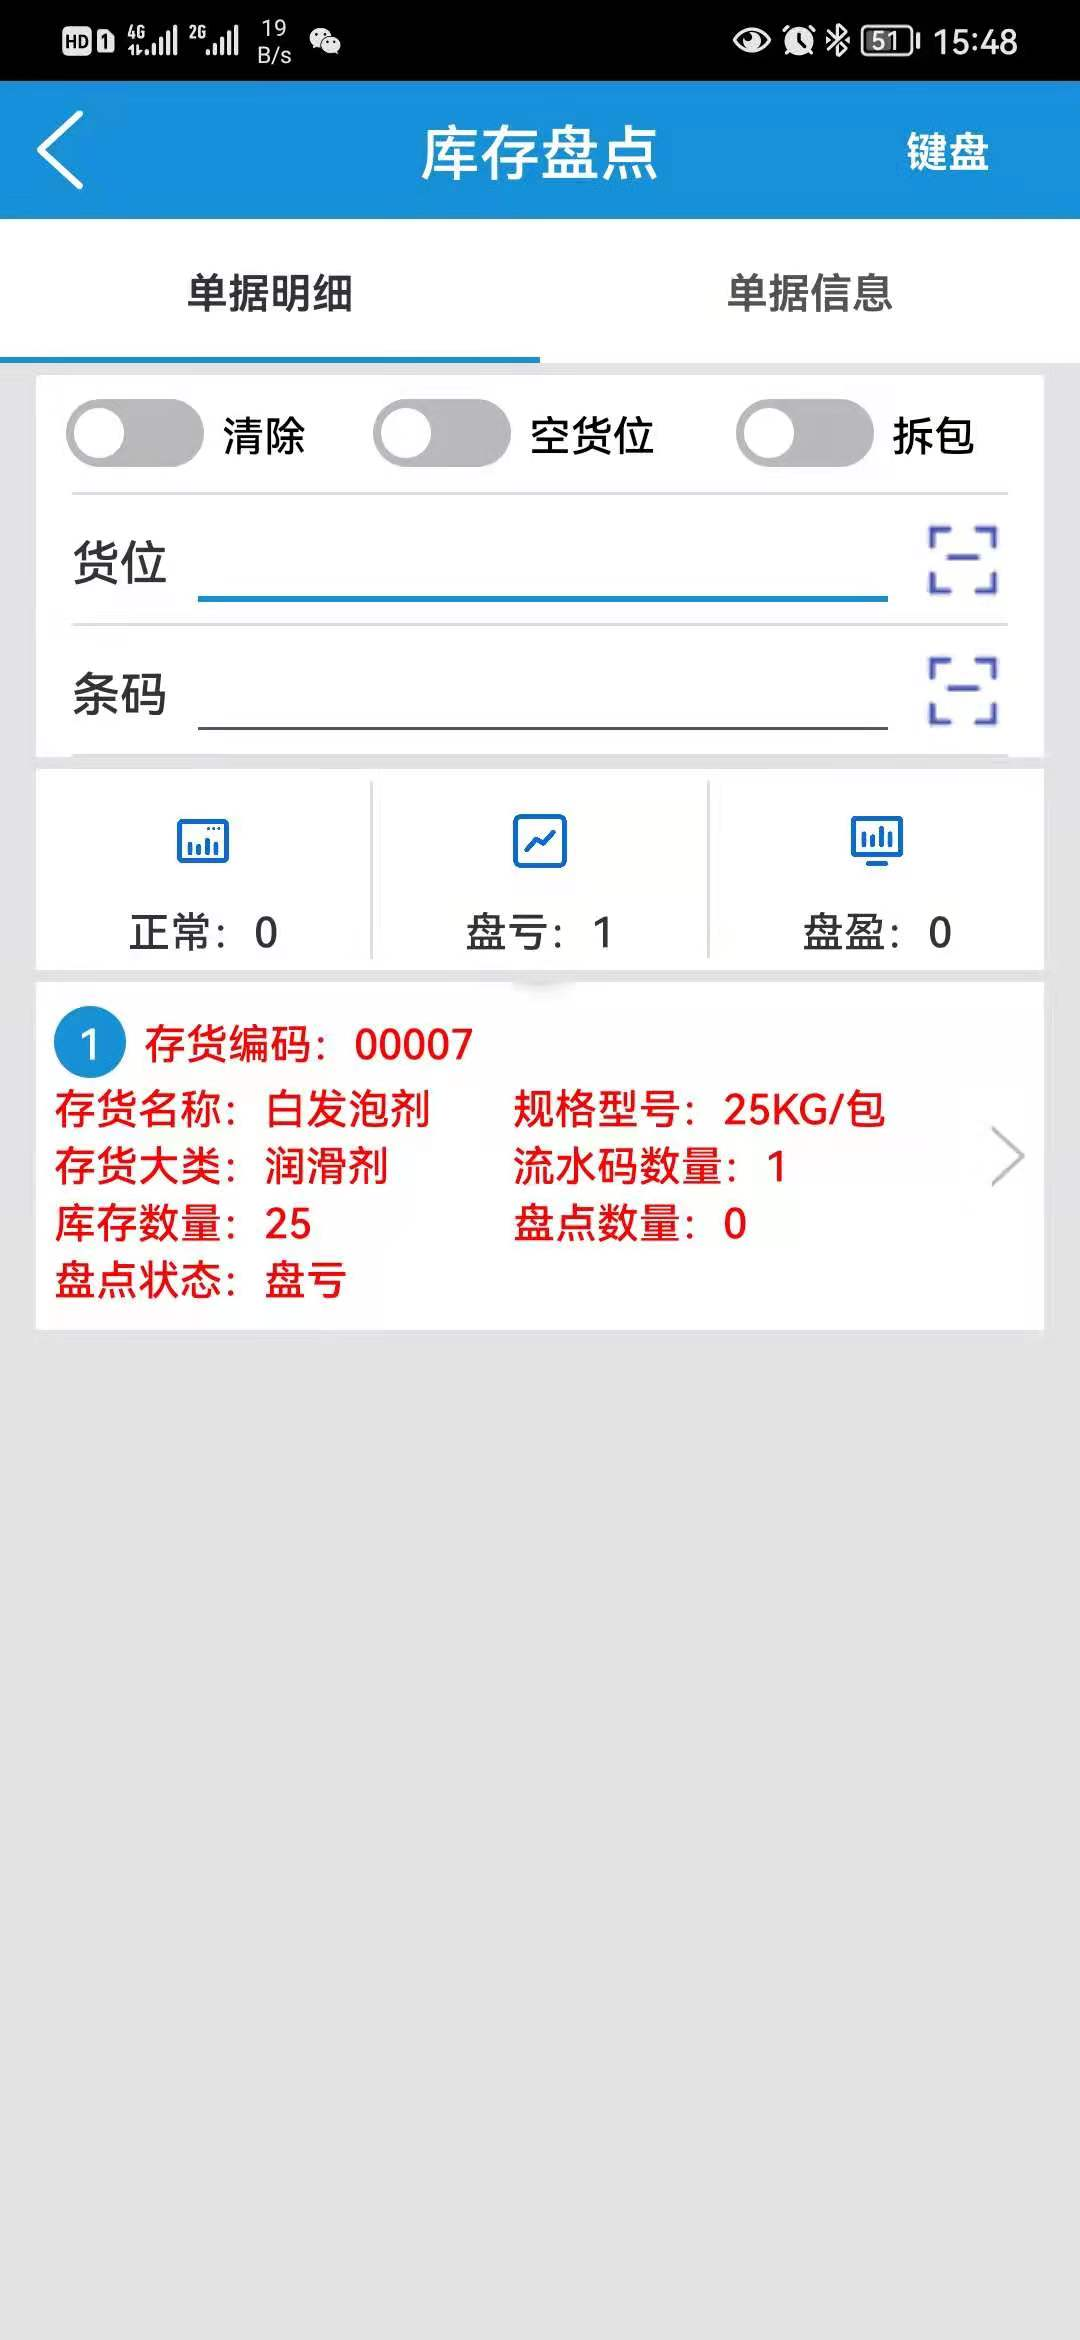 HD 1 4G 2G 19 B/s 51 15:48
库存盘点 键盘
单据明细 单据信息
清除 空货位 拆包
货位
条码
正常：0 盘亏：1 盘盈：0
1 存货编码：00007
存货名称：白发泡剂 规格型号：25KG/包
存货大类：润滑剂 流水码数量：1
库存数量：25 盘点数量：0
盘点状态：盘亏